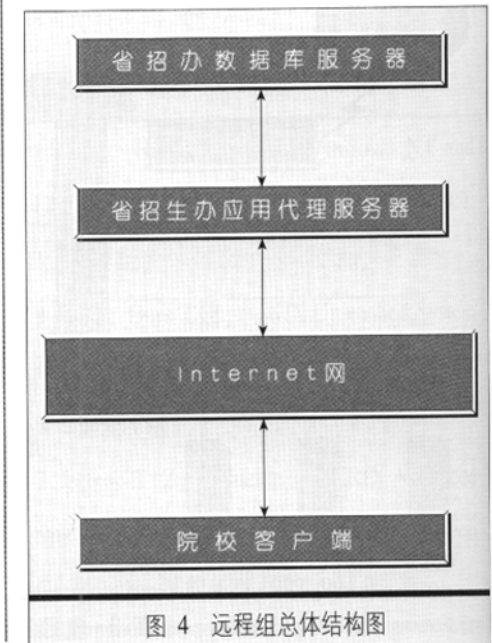 省招办数据库服务器
省招生办应用代理服务器
Internet网
院校客户端
图 4 远程组总体结构图